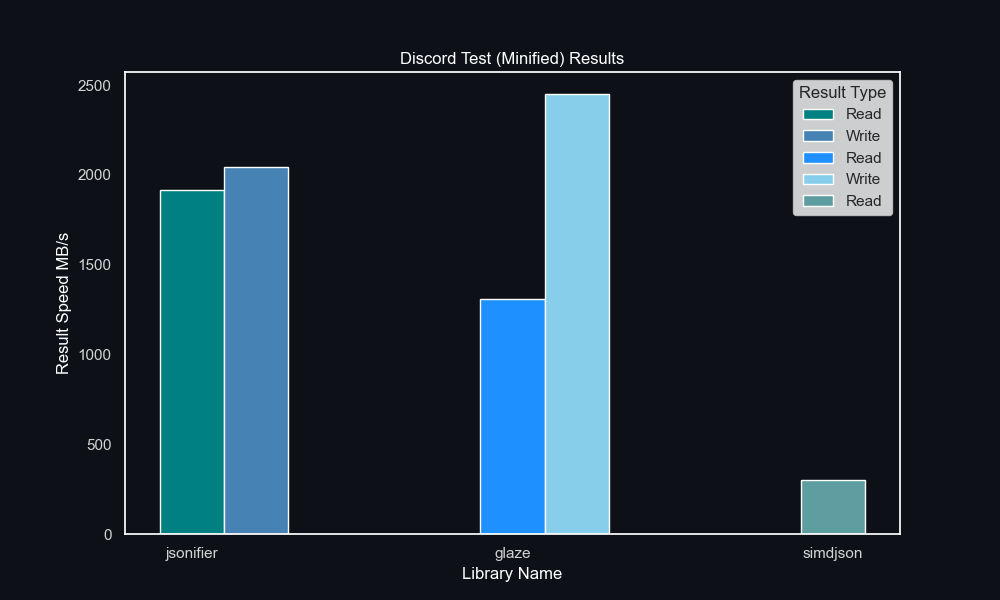 Discord Test (Minified) Results
Result Speed MB/s
2500
2000
1500
1000
500
0
Result Type
Read
Write
Read
Write
Read
jsonifier
glaze
simdjson
Library Name